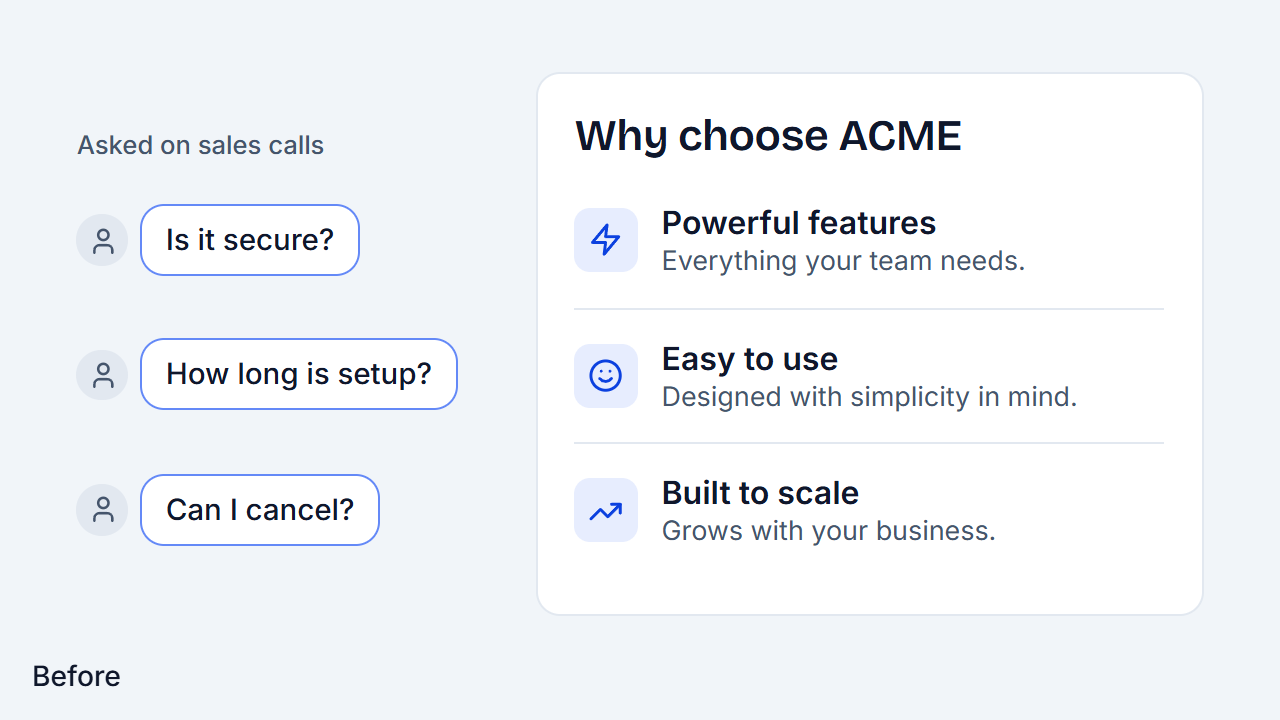 Asked on sales calls
Is it secure?
How long is setup?
Can I cancel?
Why choose ACME
Powerful features
Everything your team needs.
Easy to use
Designed with simplicity in mind.
Built to scale
Grows with your business.
Before